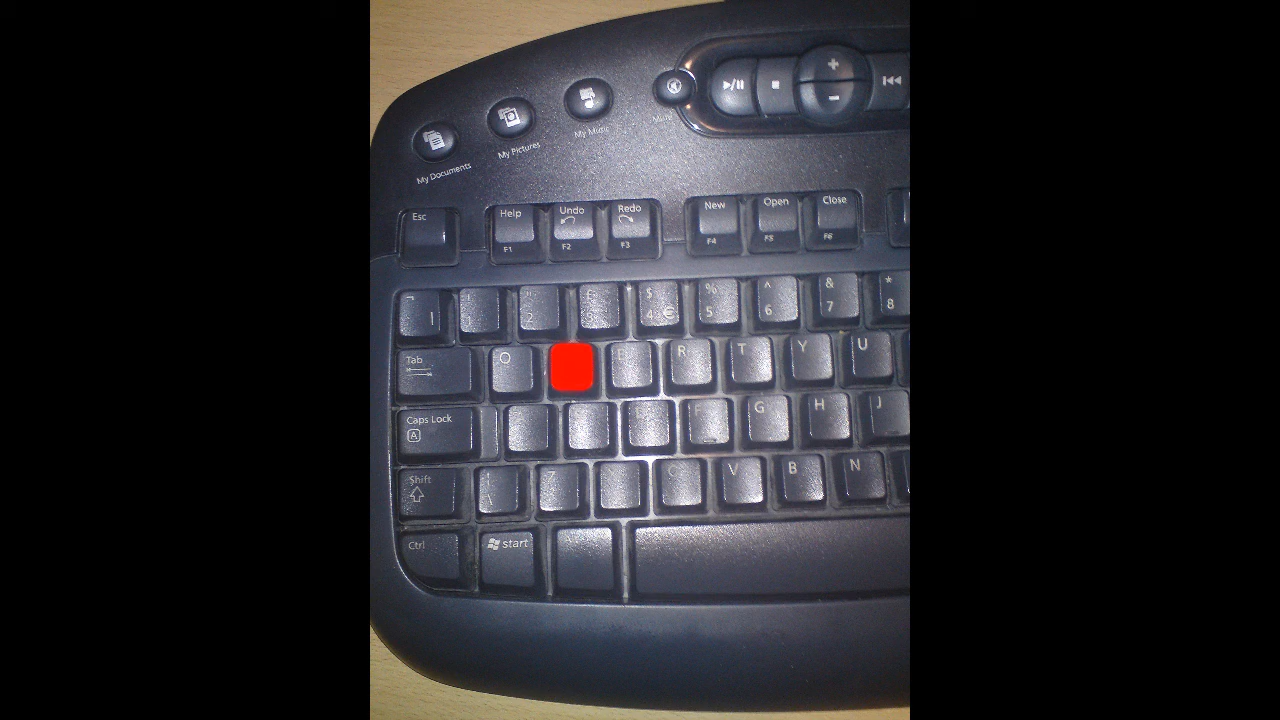 My Documents
My Pictures
My Music
Mute
Esc
Help
F1
Undo
F2
Redo
F3
New
F4
Open
F5
Close
F6
¬
|
"
2
$
4 €
%
5
^
6
&
7
*
8
Tab
Q
E
R
T
Y
U
Caps Lock
A
F
G
H
J
Shift
\
Z
C
V
B
N
Ctrl
start